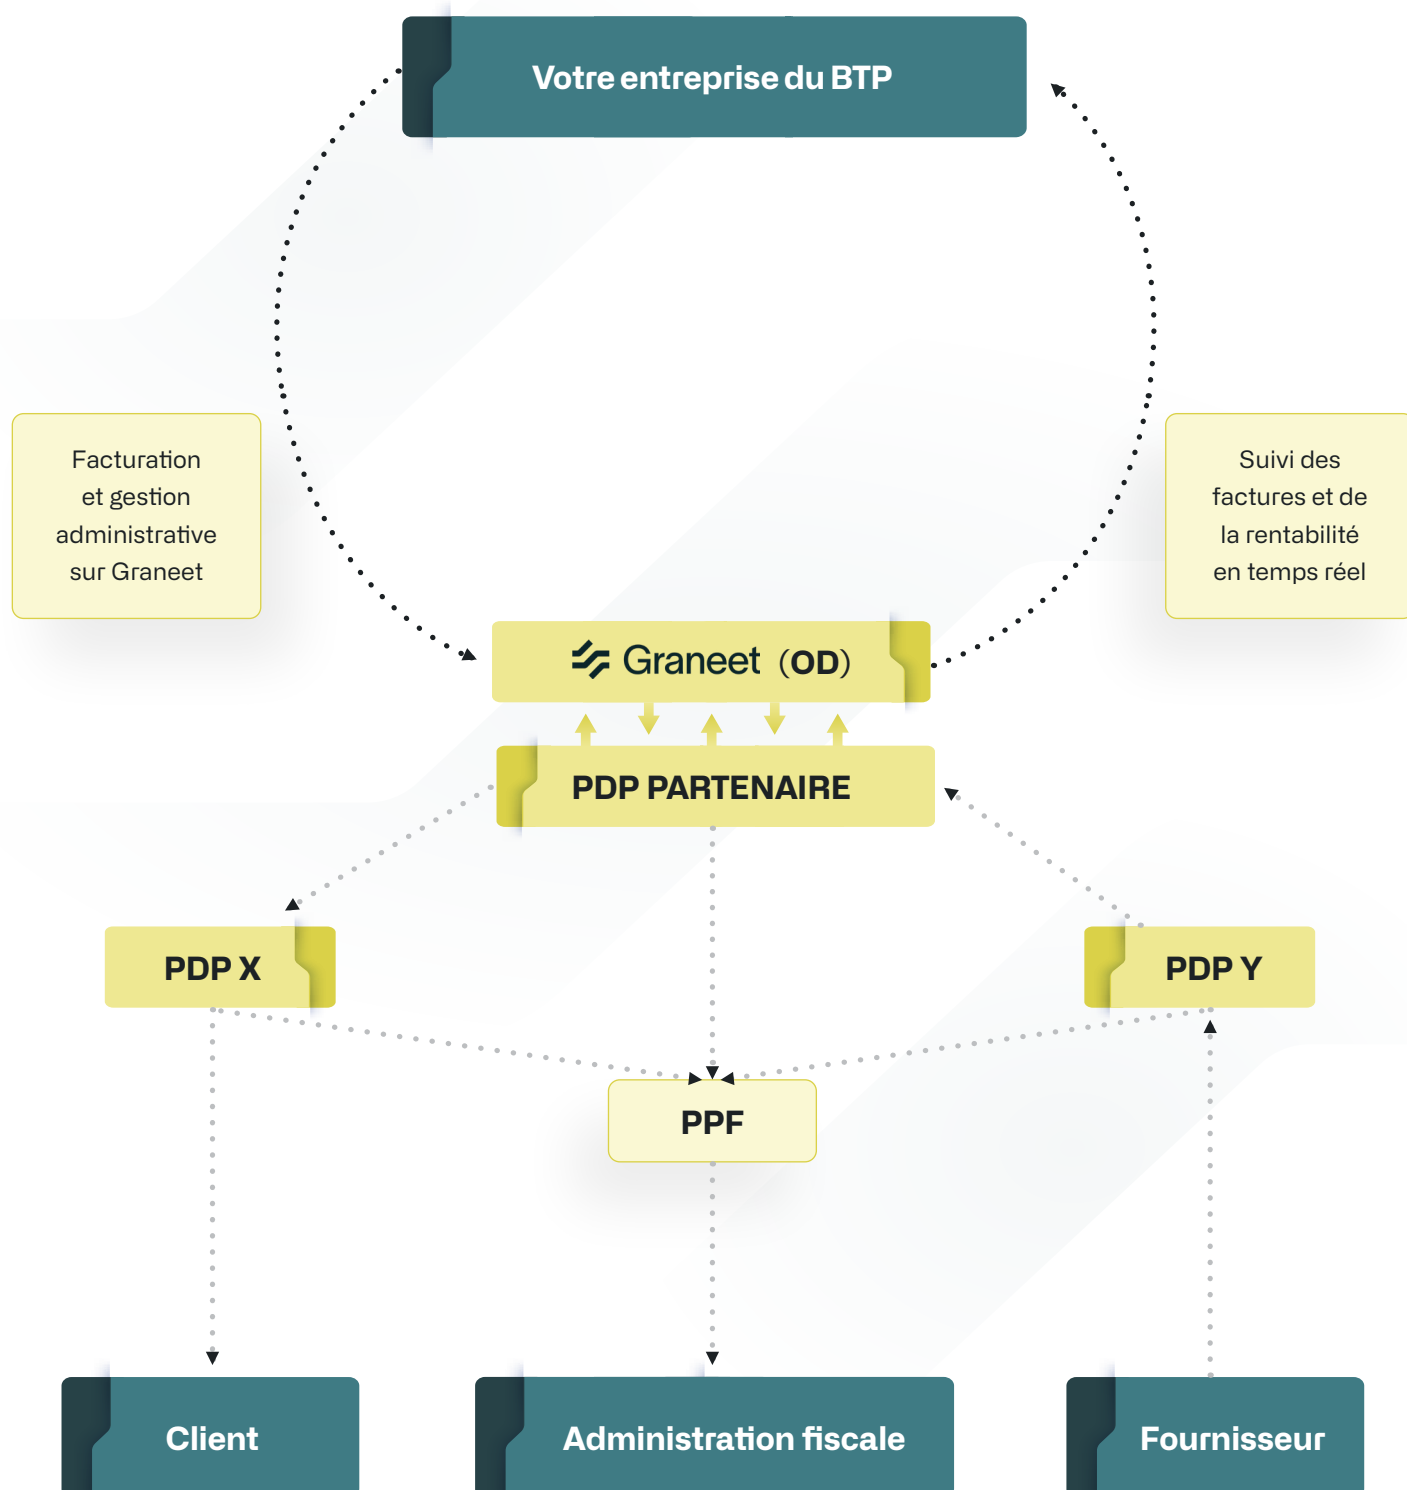 Votre entreprise du BTP
Facturation
et gestion
administrative
sur Graneet
Suivi des
factures et de
la rentabilité
en temps réel
Graneet (OD)
PDP PARTENAIRE
PDP X
PDP Y
PPF
Client
Administration fiscale
Fournisseur